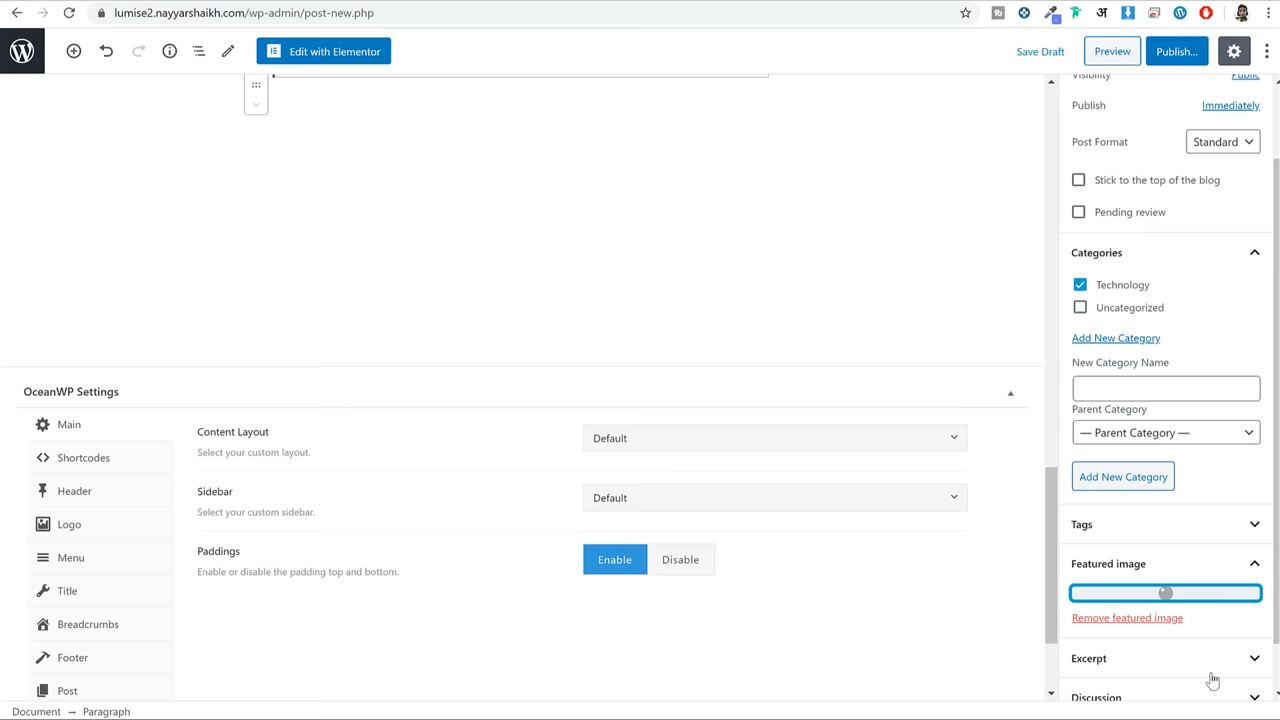 lumise2.nayyarshaikh.com/wp-admin/post-new.php
Edit with Elementor
Save Draft
Preview
Publish...
Visibility Public
Publish Immediately
Post Format Standard
Stick to the top of the blog
Pending review
Categories
Technology
Uncategorized
Add New Category
New Category Name
Parent Category
— Parent Category —
Add New Category
Tags
Featured image
Remove featured image
Excerpt
Discussion
OceanWP Settings
Main
Shortcodes
Header
Logo
Menu
Title
Breadcrumbs
Footer
Post
Content Layout
Select your custom layout.
Default
Sidebar
Select your custom sidebar.
Default
Paddings
Enable or disable the padding top and bottom.
Enable Disable
Document → Paragraph